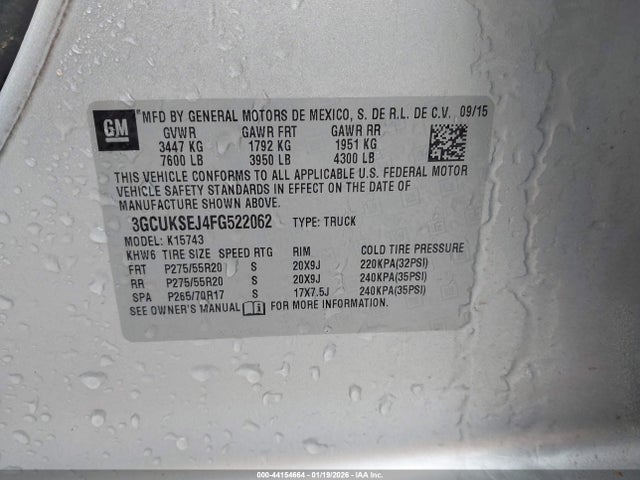 GM
MFD BY GENERAL MOTORS DE MEXICO, S. DE R.L. DE C.V. 09/15
GVWR GAWR FRT GAWR RR
3447 KG 1792 KG 1951 KG
7600 LB 3950 LB 4300 LB
THIS VEHICLE CONFORMS TO ALL APPLICABLE U.S. FEDERAL MOTOR
VEHICLE SAFETY STANDARDS IN EFFECT ON THE DATE OF
MANUFACTURE SHOWN ABOVE.
3GCUKSEJ4FG522062 TYPE: TRUCK
MODEL: K15743
KHW6 TIRE SIZE SPEED RTG RIM COLD TIRE PRESSURE
FRT P275/55R20 S 20X9J 220KPA(32PSI)
RR P275/55R20 S 20X9J 240KPA(35PSI)
SPA P265/70R17 S 17X7.5J 240KPA(35PSI)
SEE OWNER'S MANUAL FOR MORE INFORMATION.
000-44154664 - 01/19/2026 - IAA Inc.